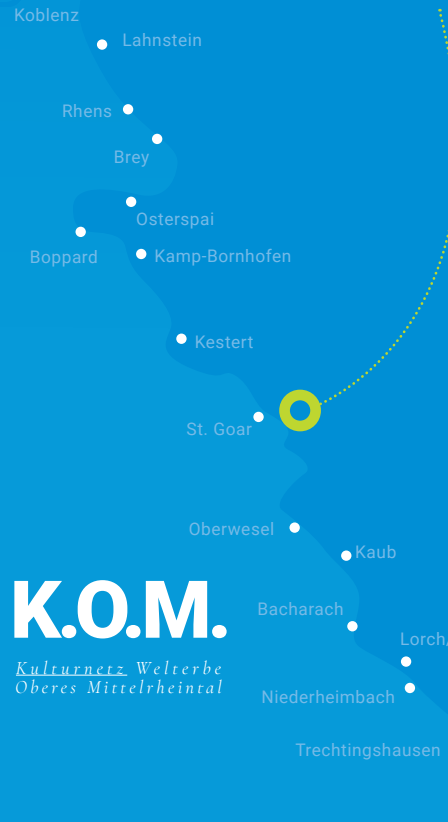 Koblenz
Lahnstein
Rhens
Brey
Osterspai
Boppard
Kamp-Bornhofen
Kestert
St. Goar
Oberwesel
Kaub
K.O.M.
Bacharach
Lorch,
Kulturnetz Welterbe
Oberes Mittelrheintal
Niederheimbach
Trechtingshausen